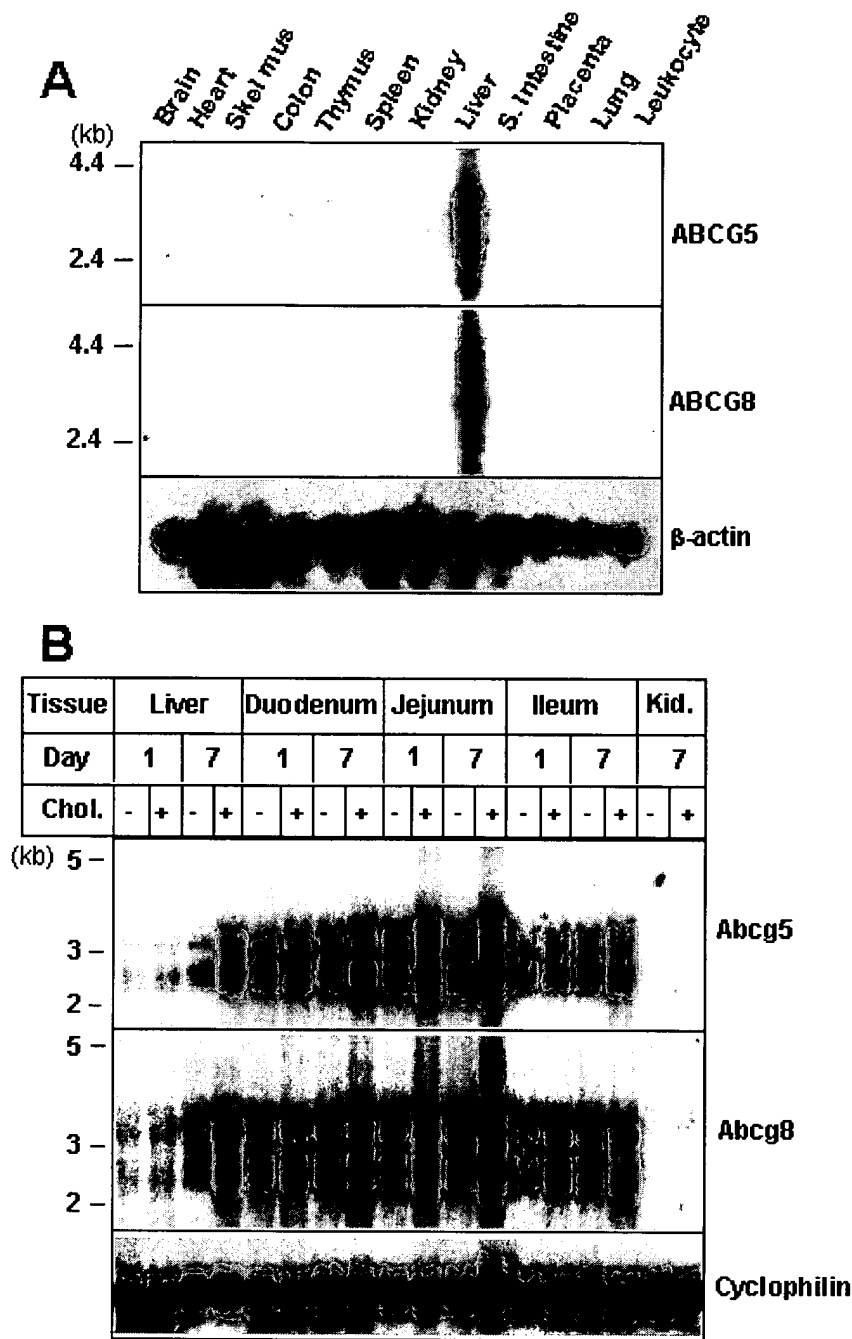 A
Brain Heart Skel mus Colon Thymus Spleen Kidney Liver S. Intestine Placenta Lung Leukocyte
(kb)
4.4
ABCG5
2.4
4.4
ABCG8
2.4
β-actin
B
Tissue Liver Duodenum Jejunum Ileum Kid.
Day 1 7 1 7 1 7 1 7 7
Chol. - + - + - + - + - + - + - + - + - +
(kb) 5
Abcg5
3
2
5
Abcg8
3
2
Cyclophilin